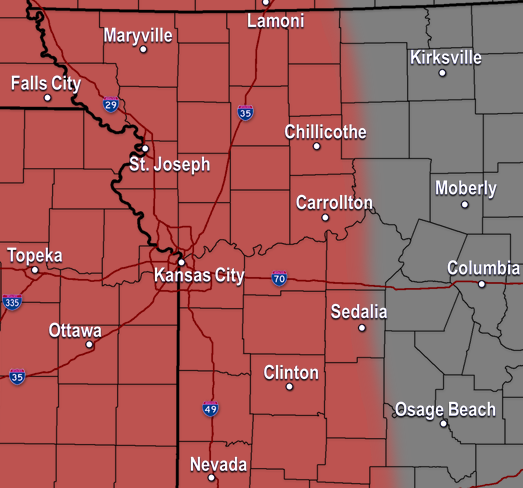 Lamoni
Maryville
Kirksville
Falls City
29
35
Chillicothe
St. Joseph
Moberly
Carrollton
Topeka
Kansas City
70
Columbia
335
Sedalia
Ottawa
35
Clinton
49
Osage Beach
Nevada